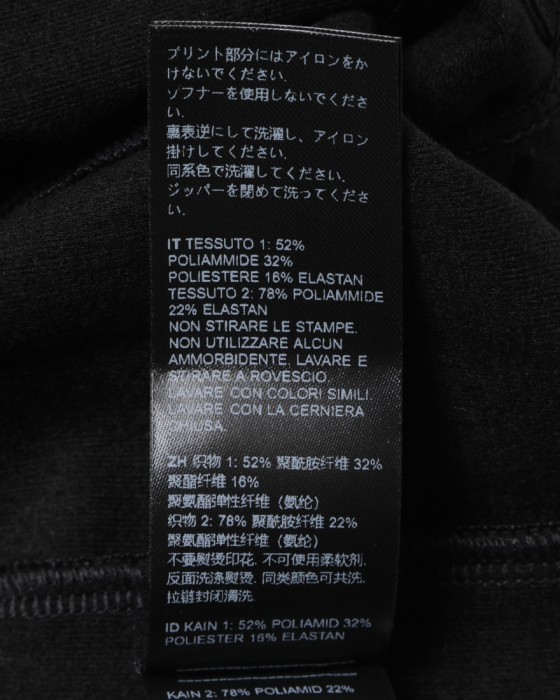 プリント部分にはアイロンをか
けないでください.
ソフナーを使用しないでくださ
い.
裏表逆にして洗濯し、アイロン
掛けしてください.
同系色で洗濯してください.
ジッパーを閉めて洗ってくださ
い.
IT TESSUTO 1: 52%
POLIAMMIDE 32%
POLIESTERE 16% ELASTAN
TESSUTO 2: 78% POLIAMMIDE
22% ELASTAN
NON STIRARE LE STAMPE.
NON UTILIZZARE ALCUN
AMMORBIDENTE. LAVARE E
STIRARE A ROVESCIO.
LAVARE CON COLORI SIMILI.
LAVARE CON LA CERNIERA
CHIUSA.
ZH 织物 1: 52% 聚酰胺纤维 32%
聚酯纤维 16%
聚氨酯弹性纤维（氨纶）
织物 2: 78% 聚酰胺纤维 22%
聚氨酯弹性纤维（氨纶）
不要熨烫印花. 不可使用柔软剂.
反面洗涤熨烫. 同类颜色可共洗.
拉链封闭清洗.
ID KAIN 1: 52% POLIAMID 32%
POLIESTER 16% ELASTAN
KAIN 2: 78% POLIAMID 22%